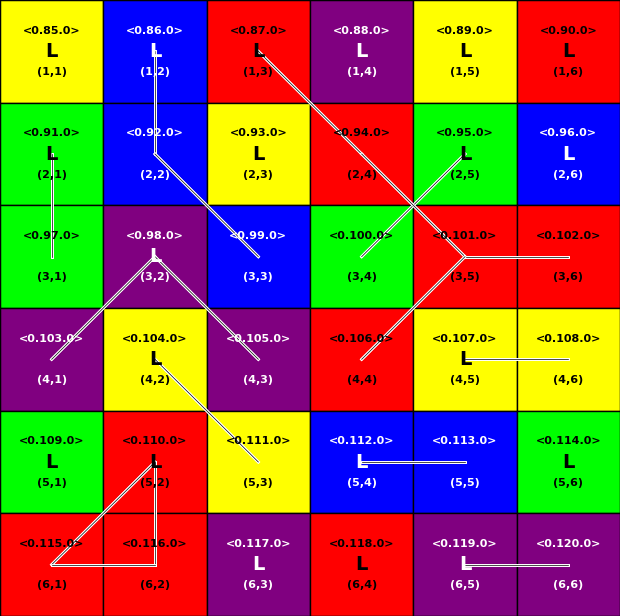 <0.85.0> <0.86.0> <0.87.0> <0.88.0> <0.89.0> <0.90.0>
L L L L L L
(1,1) (1,2) (1,3) (1,4) (1,5) (1,6)
<0.91.0> <0.92.0> <0.93.0> <0.94.0> <0.95.0> <0.96.0>
L L L L
(2,1) (2,2) (2,3) (2,4) (2,5) (2,6)
<0.97.0> <0.98.0> <0.99.0> <0.100.0> <0.101.0> <0.102.0>
L
(3,1) (3,2) (3,3) (3,4) (3,5) (3,6)
<0.103.0> <0.104.0> <0.105.0> <0.106.0> <0.107.0> <0.108.0>
L L
(4,1) (4,2) (4,3) (4,4) (4,5) (4,6)
<0.109.0> <0.110.0> <0.111.0> <0.112.0> <0.113.0> <0.114.0>
L L L L
(5,1) (5,2) (5,3) (5,4) (5,5) (5,6)
<0.115.0> <0.116.0> <0.117.0> <0.118.0> <0.119.0> <0.120.0>
L L L
(6,1) (6,2) (6,3) (6,4) (6,5) (6,6)